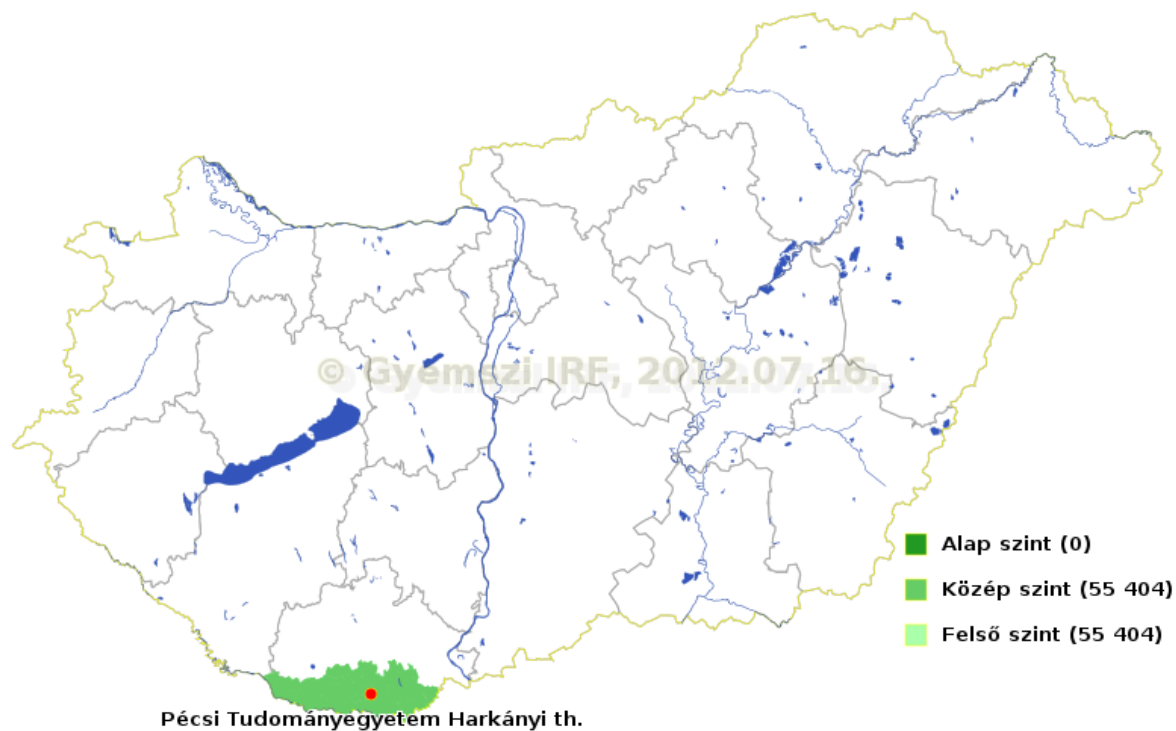 © Gyemszi IRF, 2012.07.16.
Alap szint (0)
Közép szint (55 404)
Felső szint (55 404)
Pécsi Tudományegyetem Harkányi th.